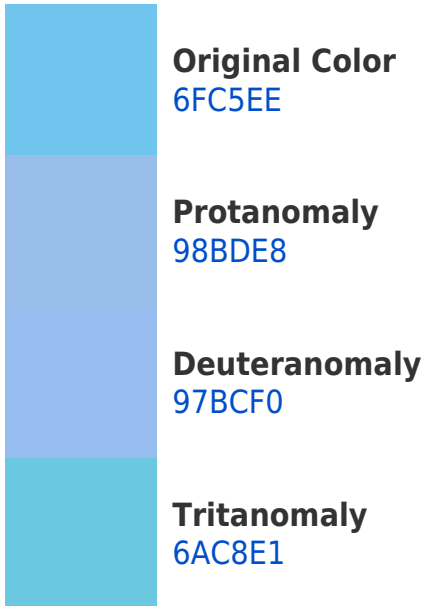 Original Color
6FC5EE
Protanomaly
98BDE8
Deuteranomaly
97BCF0
Tritanomaly
6AC8E1